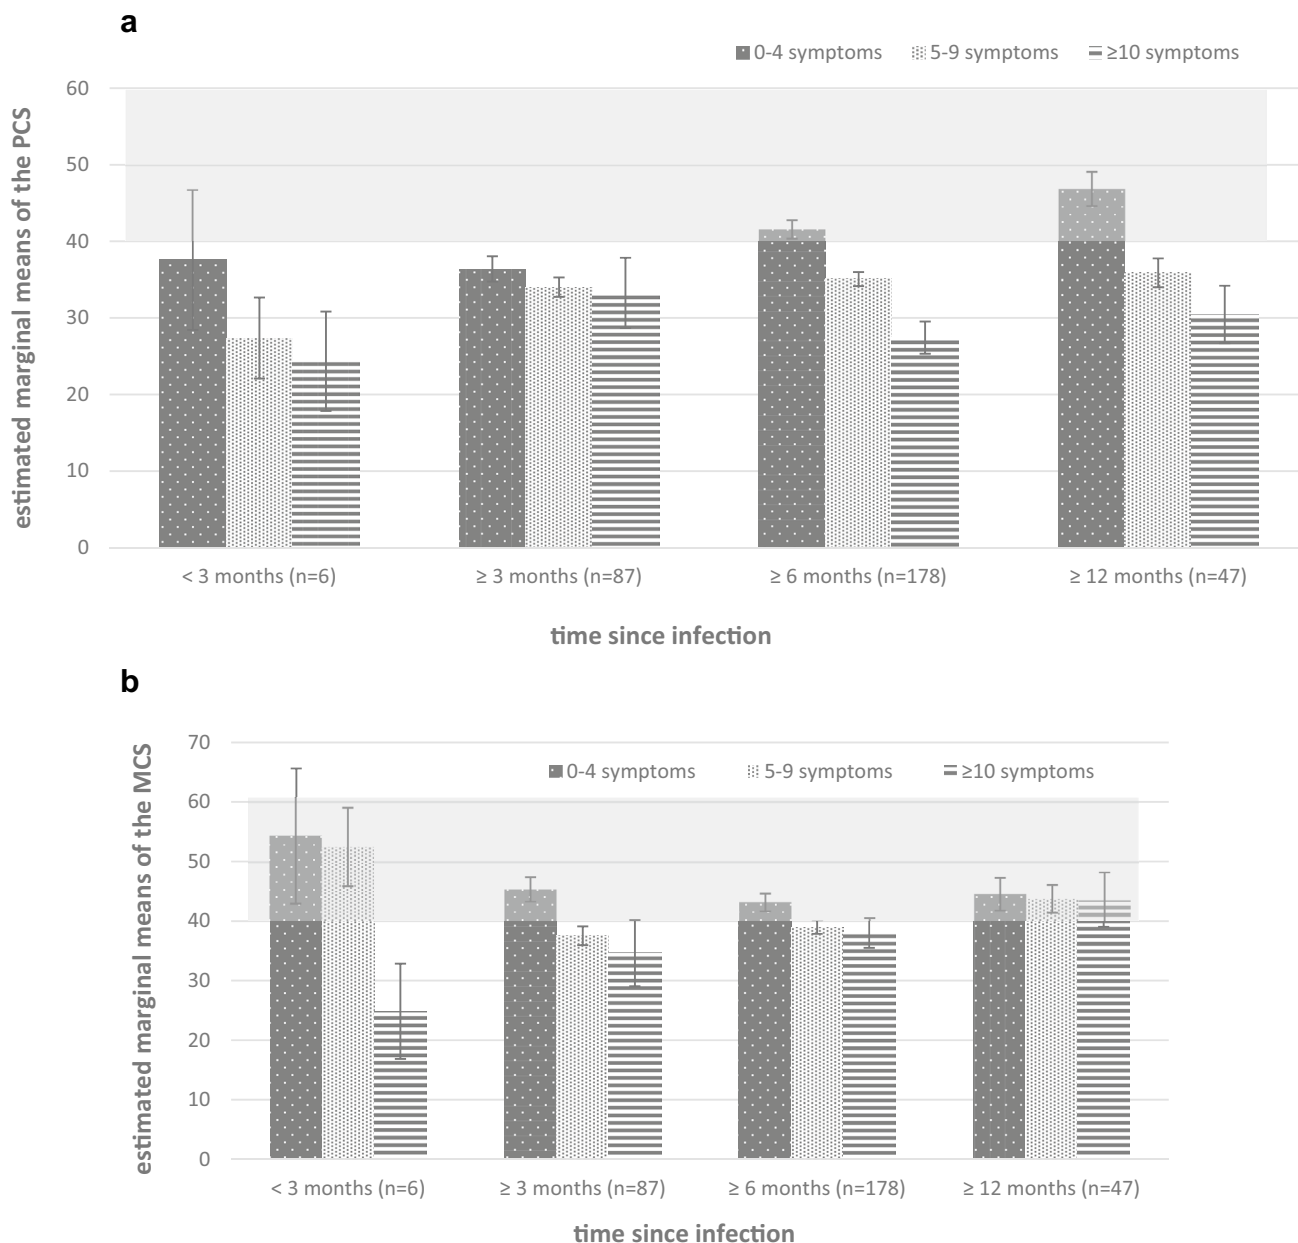 a
0-4 symptoms 5-9 symptoms ≥10 symptoms
estimated marginal means of the PCS
60
50
40
30
20
10
0
< 3 months (n=6) ≥ 3 months (n=87) ≥ 6 months (n=178) ≥ 12 months (n=47)
time since infection
b
estimated marginal means of the MCS
70
0-4 symptoms 5-9 symptoms ≥10 symptoms
60
50
40
30
20
10
0
< 3 months (n=6) ≥ 3 months (n=87) ≥ 6 months (n=178) ≥ 12 months (n=47)
time since infection